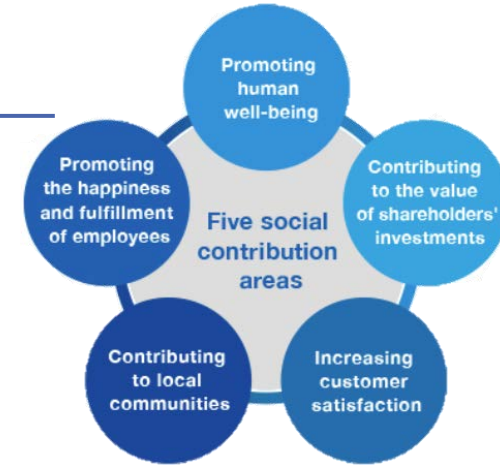 Promoting
human
well-being
Promoting
the happiness
and fulfillment
of employees
Contributing
to the value
of shareholders'
investments
Five social
contribution
areas
Contributing
to local
communities
Increasing
customer
satisfaction